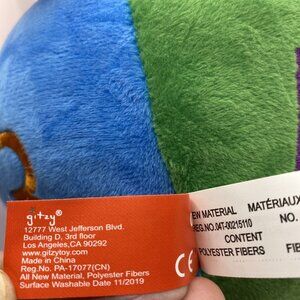 gitzy®
12777 West Jefferson Blvd.
Building D, 3rd floor
Los Angeles,CA 90292
www.gitzytoy.com
Made in China
Reg.No. PA-17077(CN)
All New Material, Polyester Fibers
Surface Washable Date 11/2019
CE
EW MATERIAL MATÉRIAUX
REG.NO.:04T-00215110 NO.
CONTENT
POLYESTER FIBERS FIB